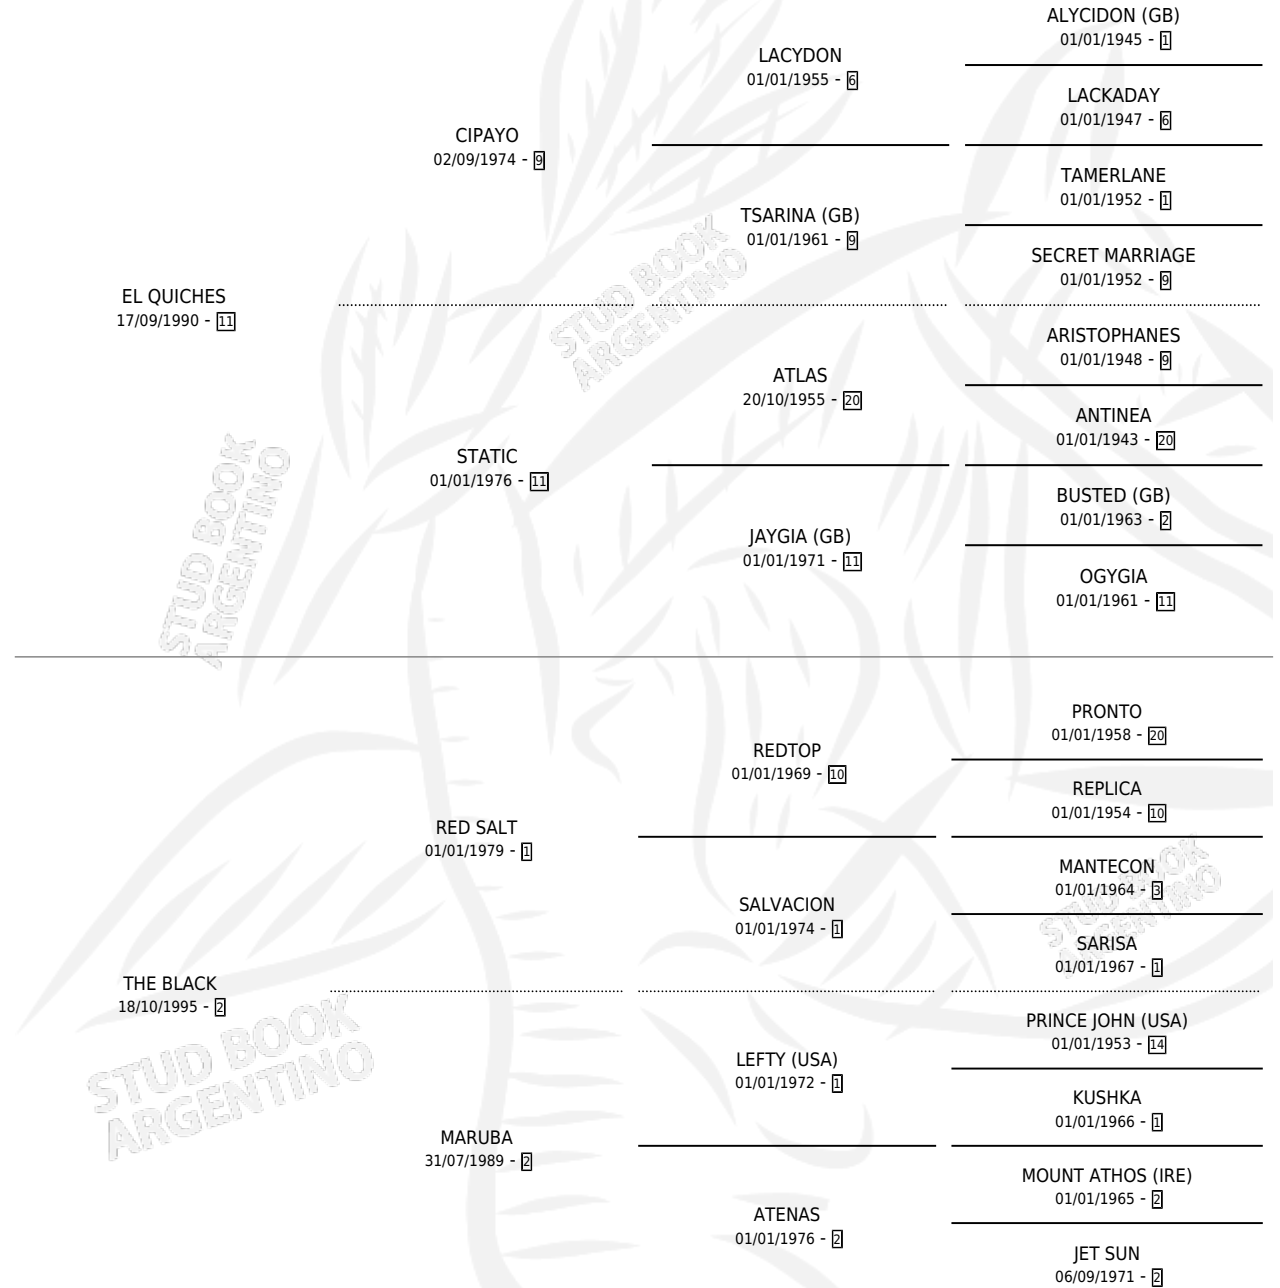 ALYCIDON (GB)
01/01/1945 - 1
LACYDON
01/01/1955 - 6
LACKADAY
01/01/1947 - 6
CIPAYO
02/09/1974 - 9
TAMERLANE
01/01/1952 - 1
TSARINA (GB)
01/01/1961 - 9
SECRET MARRIAGE
01/01/1952 - 9
EL QUICHES
17/09/1990 - 11
STUD BOOK
ARGENTINO
ARISTOPHANES
01/01/1948 - 9
ATLAS
20/10/1955 - 20
ANTINEA
01/01/1943 - 20
STATIC
01/01/1976 - 11
BUSTED (GB)
01/01/1963 - 2
JAYGIA (GB)
01/01/1971 - 11
OGYGIA
01/01/1961 - 11
STUD BOOK
ARGENTINO
PRONTO
01/01/1958 - 20
REDTOP
01/01/1969 - 10
REPLICA
01/01/1954 - 10
RED SALT
01/01/1979 - 1
MANTECON
01/01/1964 - 3
SALVACION
01/01/1974 - 1
SARISA
01/01/1967 - 1
STUD BOOK
ARGENTINO
THE BLACK
18/10/1995 - 2
PRINCE JOHN (USA)
01/01/1953 - 14
LEFTY (USA)
01/01/1972 - 1
KUSHKA
01/01/1966 - 1
STUD BOOK
ARGENTINO
MARUBA
31/07/1989 - 2
MOUNT ATHOS (IRE)
01/01/1965 - 2
ATENAS
01/01/1976 - 2
JET SUN
06/09/1971 - 2